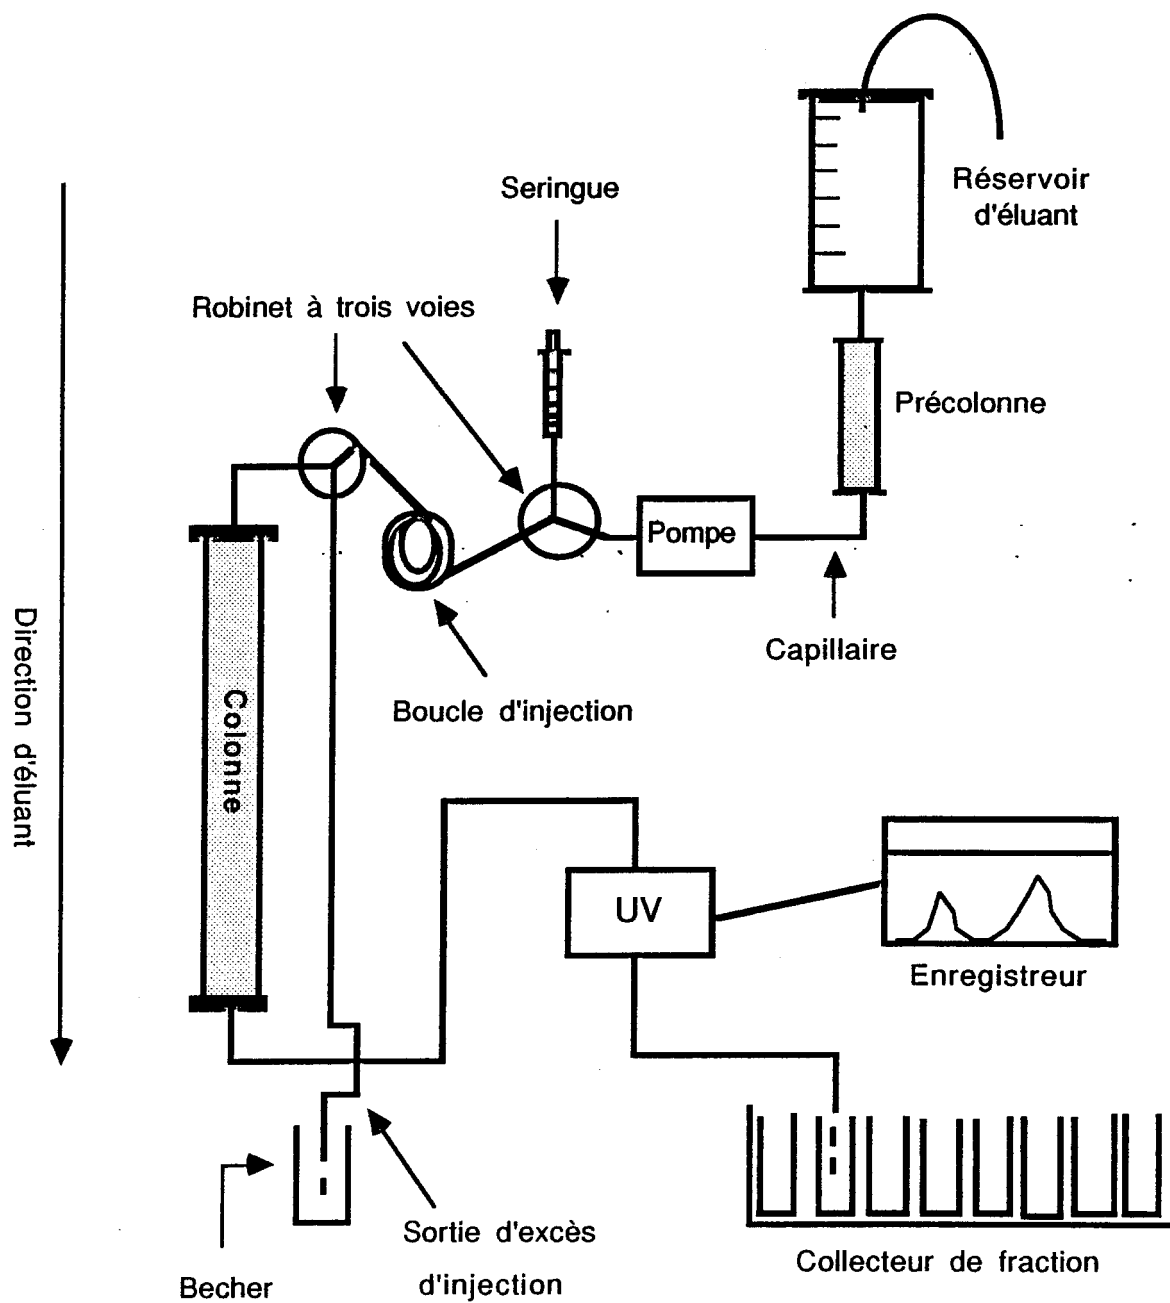 Seringue
Réservoir
d'éluant
Robinet à trois voies
Précolonne
Pompe
Capillaire
Boucle d'injection
Direction d'éluant
Colonne
UV
Enregistreur
Sortie d'excès
d'injection
Becher
Collecteur de fraction